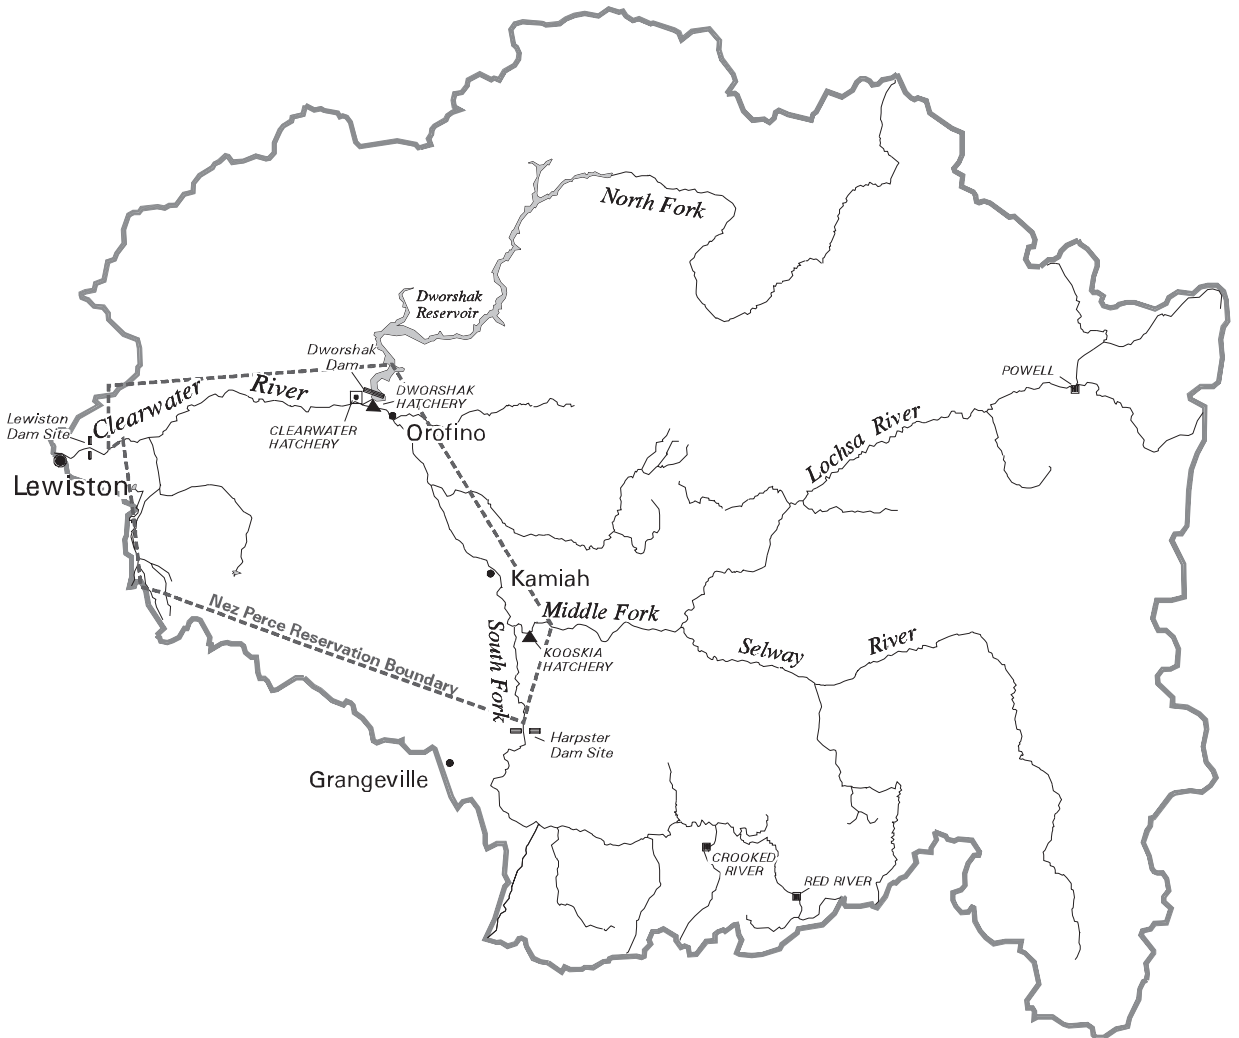 North Fork
Dworshak
Reservoir
Dworshak
Dam
POWELL
Clearwater
River
DWORSHAK
HATCHERY
Lewiston
Dam Site
CLEARWATER
HATCHERY
Orofino
Lochsa River
Lewiston
Kamiah
Nez Perce Reservation Boundary
Middle Fork
South Fork
KOOSKIA
HATCHERY
Selway
River
Harpster
Dam Site
Grangeville
CROOKED
RIVER
RED RIVER